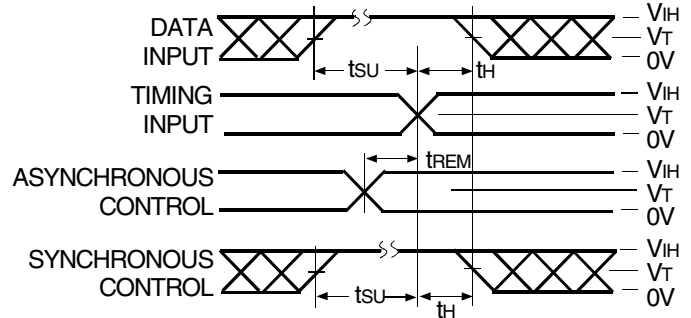 DATA
INPUT
tSU
tH
VIH
VT
0V
TIMING
INPUT
VIH
VT
0V
tREM
ASYNCHRONOUS
CONTROL
VIH
VT
0V
SYNCHRONOUS
CONTROL
tSU
tH
VIH
VT
0V